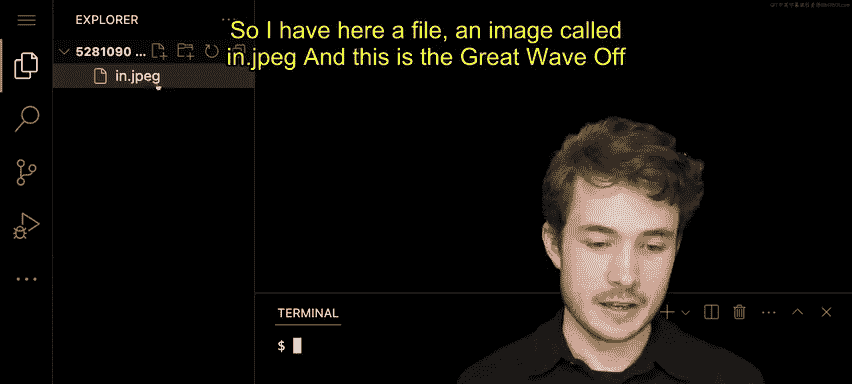 EXPLORER
...
So I have here a file, an image called
in.jpeg And this is the Great Wave Off
5281090 ...
in.jpeg
TERMINAL
$